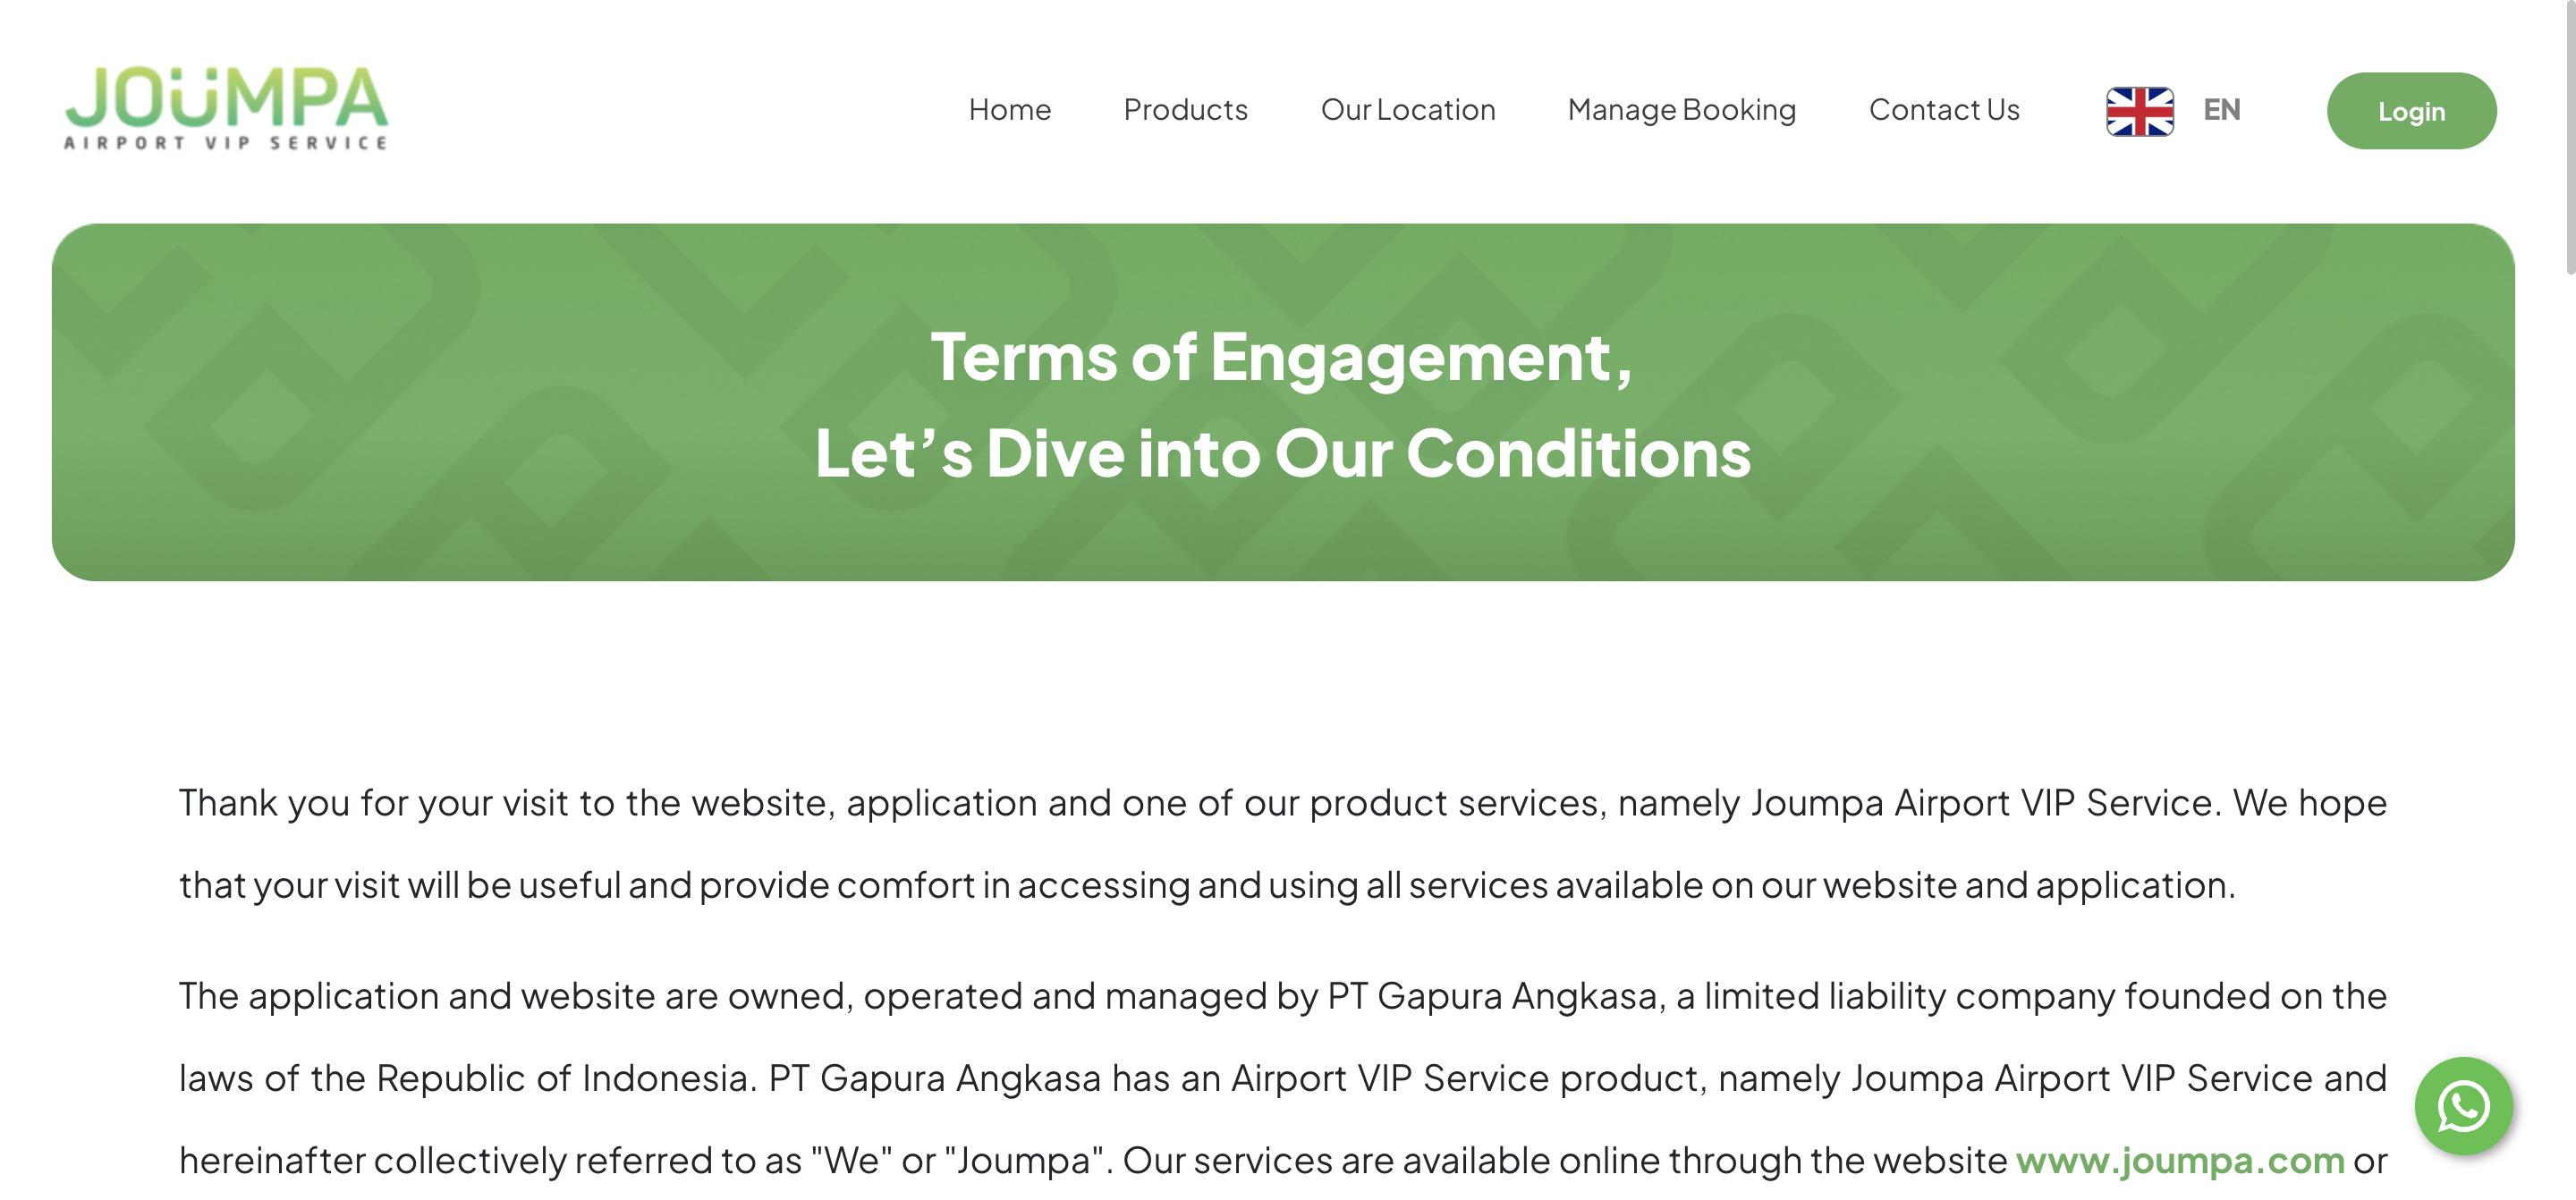 JOUMPA
AIRPORT VIP SERVICE
Home
Products
Our Location
Manage Booking
Contact Us
EN
Login
Terms of Engagement,
Let’s Dive into Our Conditions
Thank you for your visit to the website, application and one of our product services, namely Joumpa Airport VIP Service. We hope
that your visit will be useful and provide comfort in accessing and using all services available on our website and application.
The application and website are owned, operated and managed by PT Gapura Angkasa, a limited liability company founded on the
laws of the Republic of Indonesia. PT Gapura Angkasa has an Airport VIP Service product, namely Joumpa Airport VIP Service and
hereinafter collectively referred to as "We" or "Joumpa". Our services are available online through the website www.joumpa.com or